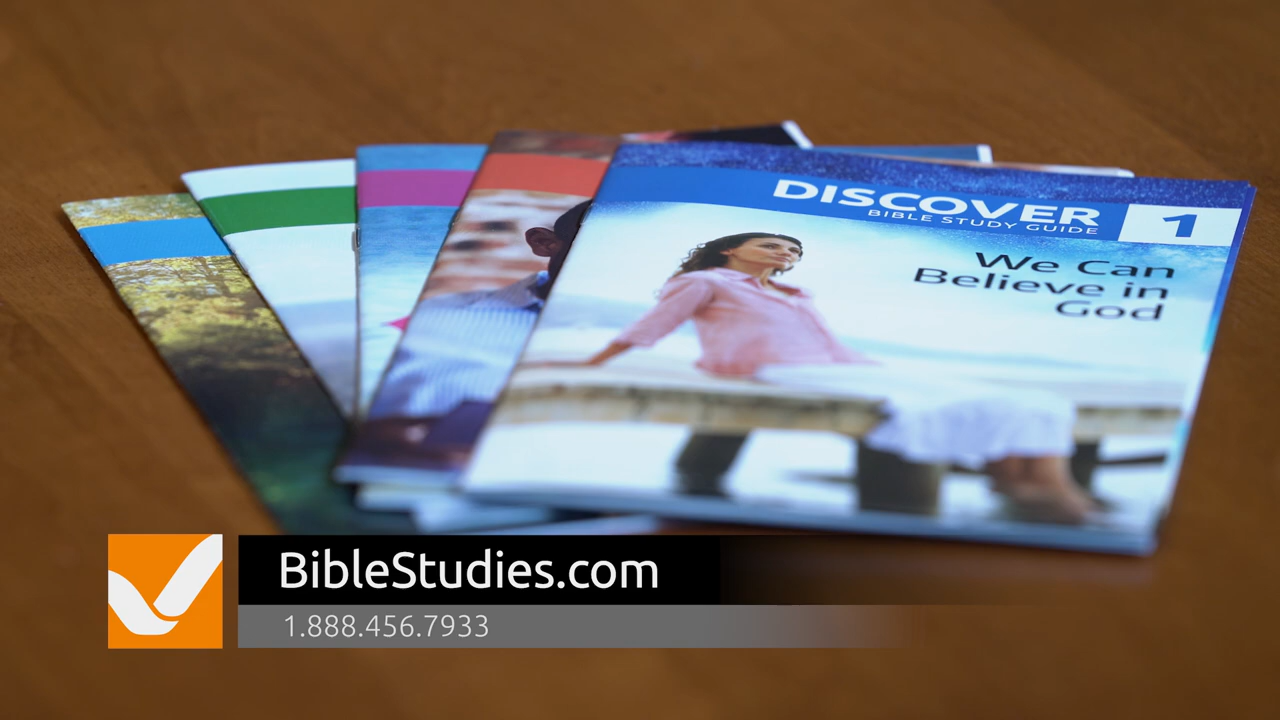 DISCOVER
BIBLE STUDY GUIDE
1
We Can
Believe in
God
BibleStudies.com
1.888.456.7933